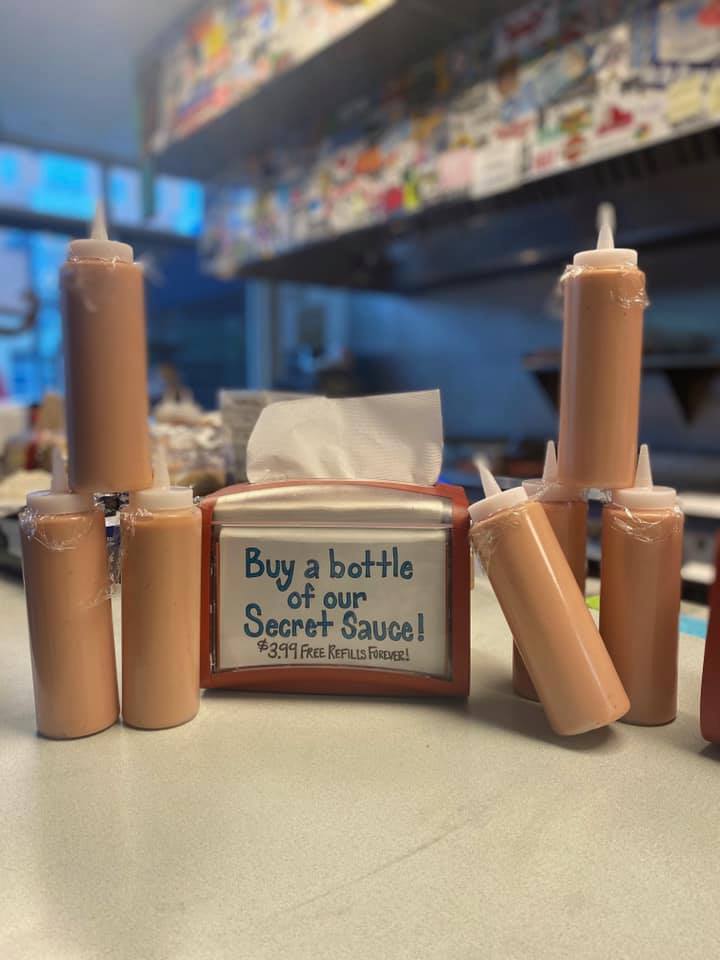 Buy a bottle
of our
Secret Sauce!
$3.99 FREE REFILLS FOREVER!